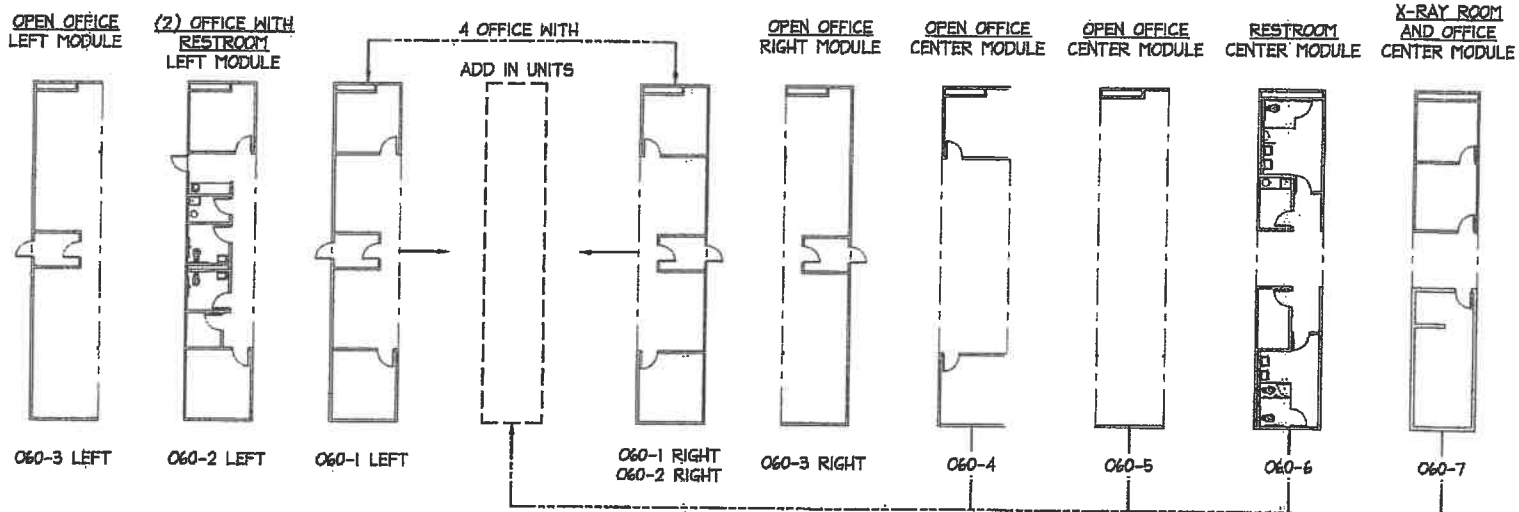 OPEN OFFICE
LEFT MODULE
(2) OFFICE WITH
RESTROOM
LEFT MODULE
4 OFFICE WITH
ADD IN UNITS
OPEN OFFICE
RIGHT MODULE
OPEN OFFICE
CENTER MODULE
OPEN OFFICE
CENTER MODULE
RESTROOM
CENTER MODULE
X-RAY ROOM
AND OFFICE
CENTER MODULE
060-3 LEFT
060-2 LEFT
060-1 LEFT
060-1 RIGHT
060-2 RIGHT
060-3 RIGHT
060-4
060-5
060-6
060-7